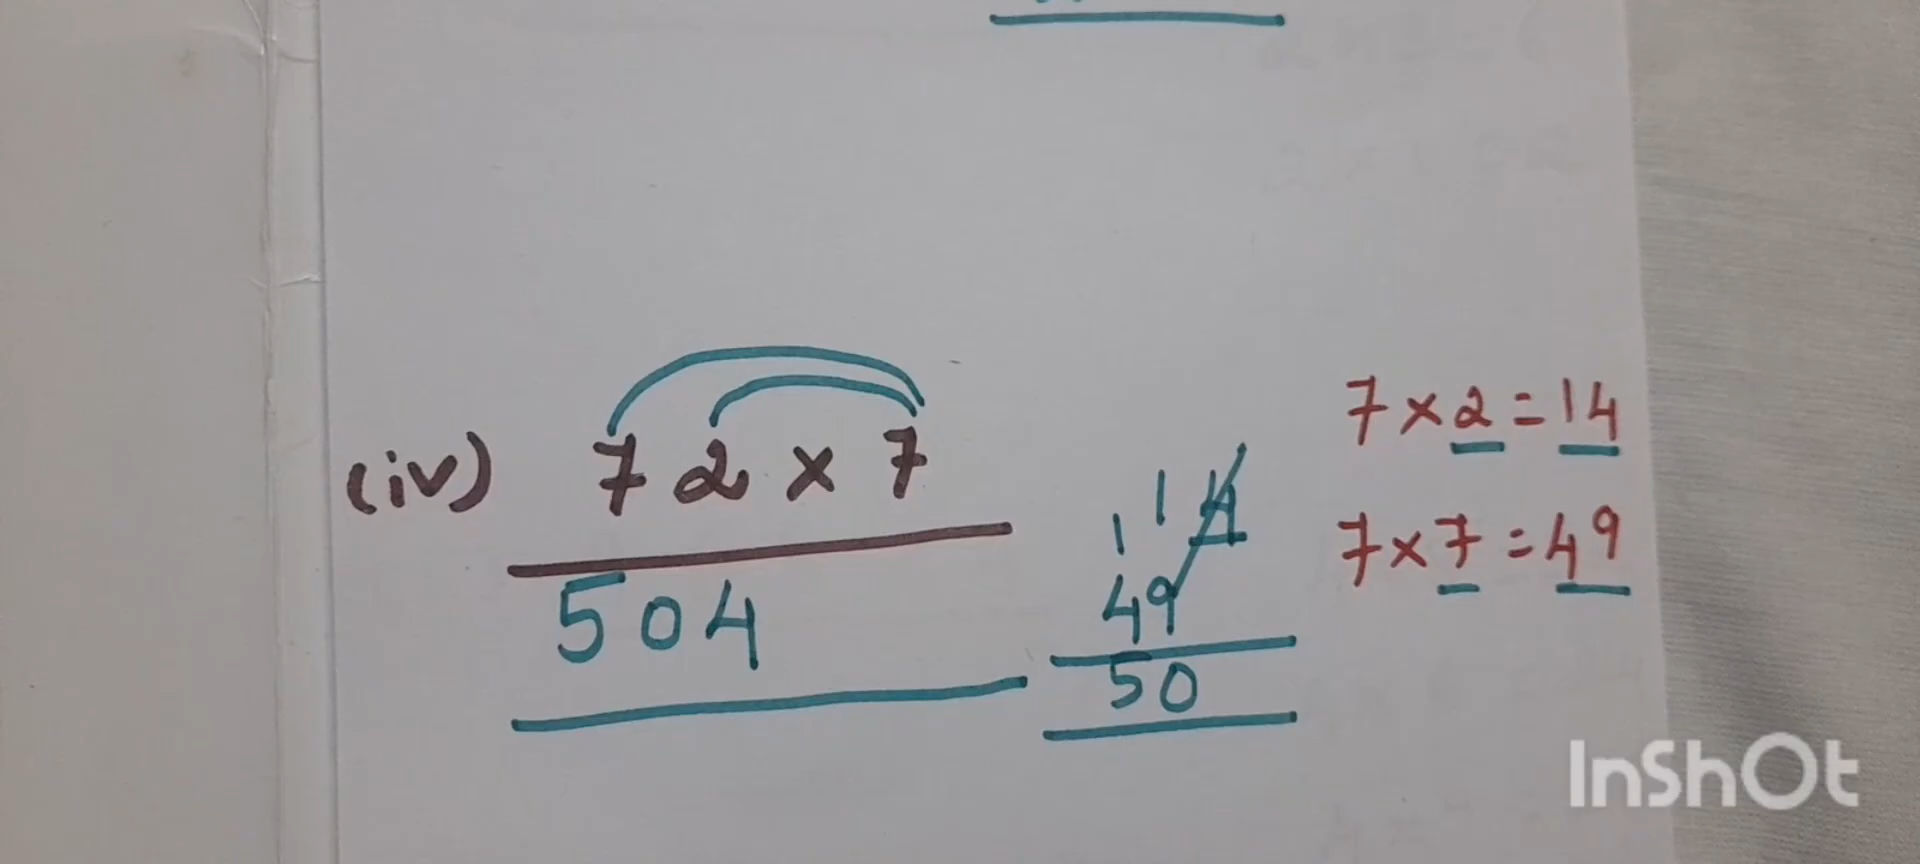 (iv) 72 x 7
504
1 1 4
49
50
7 x 2 = 14
7 x 7 = 49
InShOt